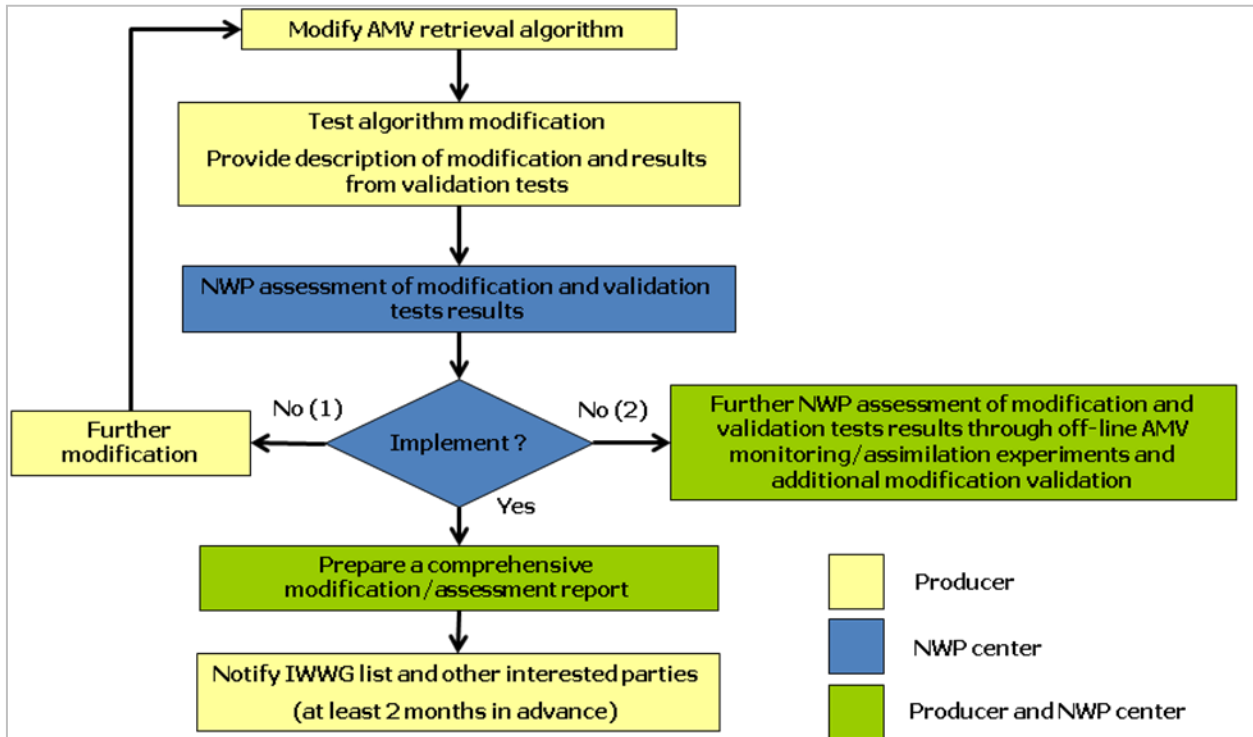 Modify AMV retrieval algorithm
Test algorithm modification
Provide description of modification and results
from validation tests
NWP assessment of modification and validation
tests results
No (1)
No (2)
Further
modification
Implement ?
Further NWP assessment of modification and
validation tests results through off-line AMV
monitoring/assimilation experiments and
additional modification validation
Yes
Prepare a comprehensive
modification/assessment report
Notify IWWG list and other interested parties
(at least 2 months in advance)
Producer
NWP center
Producer and NWP center